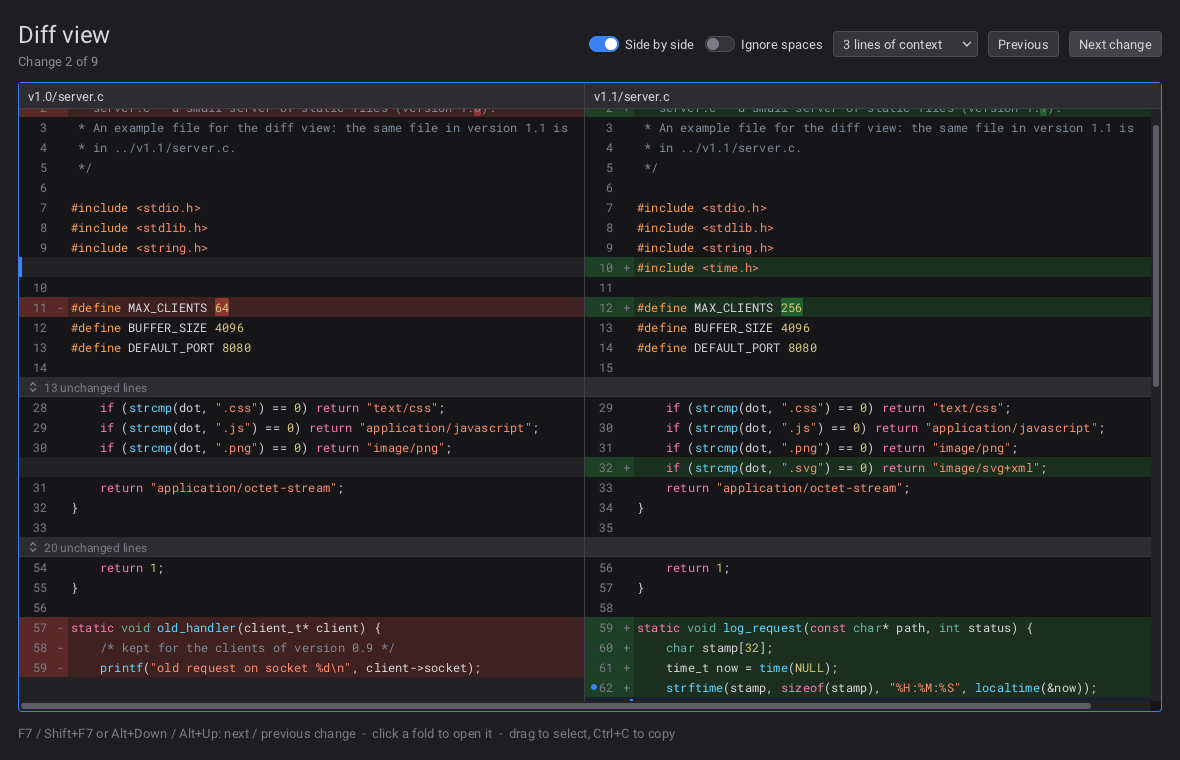 Diff view
Change 2 of 9
Side by side
Ignore spaces
3 lines of context
Previous
Next change
v1.0/server.c
3  * An example file for the diff view: the same file in version 1.1 is
4  * in ../v1.1/server.c.
5  */
6
7 #include <stdio.h>
8 #include <stdlib.h>
9 #include <string.h>
10
11 - #define MAX_CLIENTS 64
12 #define BUFFER_SIZE 4096
13 #define DEFAULT_PORT 8080
14
13 unchanged lines
28     if (strcmp(dot, ".css") == 0) return "text/css";
29     if (strcmp(dot, ".js") == 0) return "application/javascript";
30     if (strcmp(dot, ".png") == 0) return "image/png";
31     return "application/octet-stream";
32 }
33
20 unchanged lines
54     return 1;
55 }
56
57 - static void old_handler(client_t* client) {
58 -     /* kept for the clients of version 0.9 */
59 -     printf("old request on socket %d\n", client->socket);
v1.1/server.c
3  * An example file for the diff view: the same file in version 1.1 is
4  * in ../v1.1/server.c.
5  */
6
7 #include <stdio.h>
8 #include <stdlib.h>
9 #include <string.h>
10 + #include <time.h>
11
12 + #define MAX_CLIENTS 256
13 #define BUFFER_SIZE 4096
14 #define DEFAULT_PORT 8080
15
29     if (strcmp(dot, ".css") == 0) return "text/css";
30     if (strcmp(dot, ".js") == 0) return "application/javascript";
31     if (strcmp(dot, ".png") == 0) return "image/png";
32 +     if (strcmp(dot, ".svg") == 0) return "image/svg+xml";
33     return "application/octet-stream";
34 }
35
56     return 1;
57 }
58
59 + static void log_request(const char* path, int status) {
60 +     char stamp[32];
61 +     time_t now = time(NULL);
62 +     strftime(stamp, sizeof(stamp), "%H:%M:%S", localtime(&now));
F7 / Shift+F7 or Alt+Down / Alt+Up: next / previous change - click a fold to open it - drag to select, Ctrl+C to copy